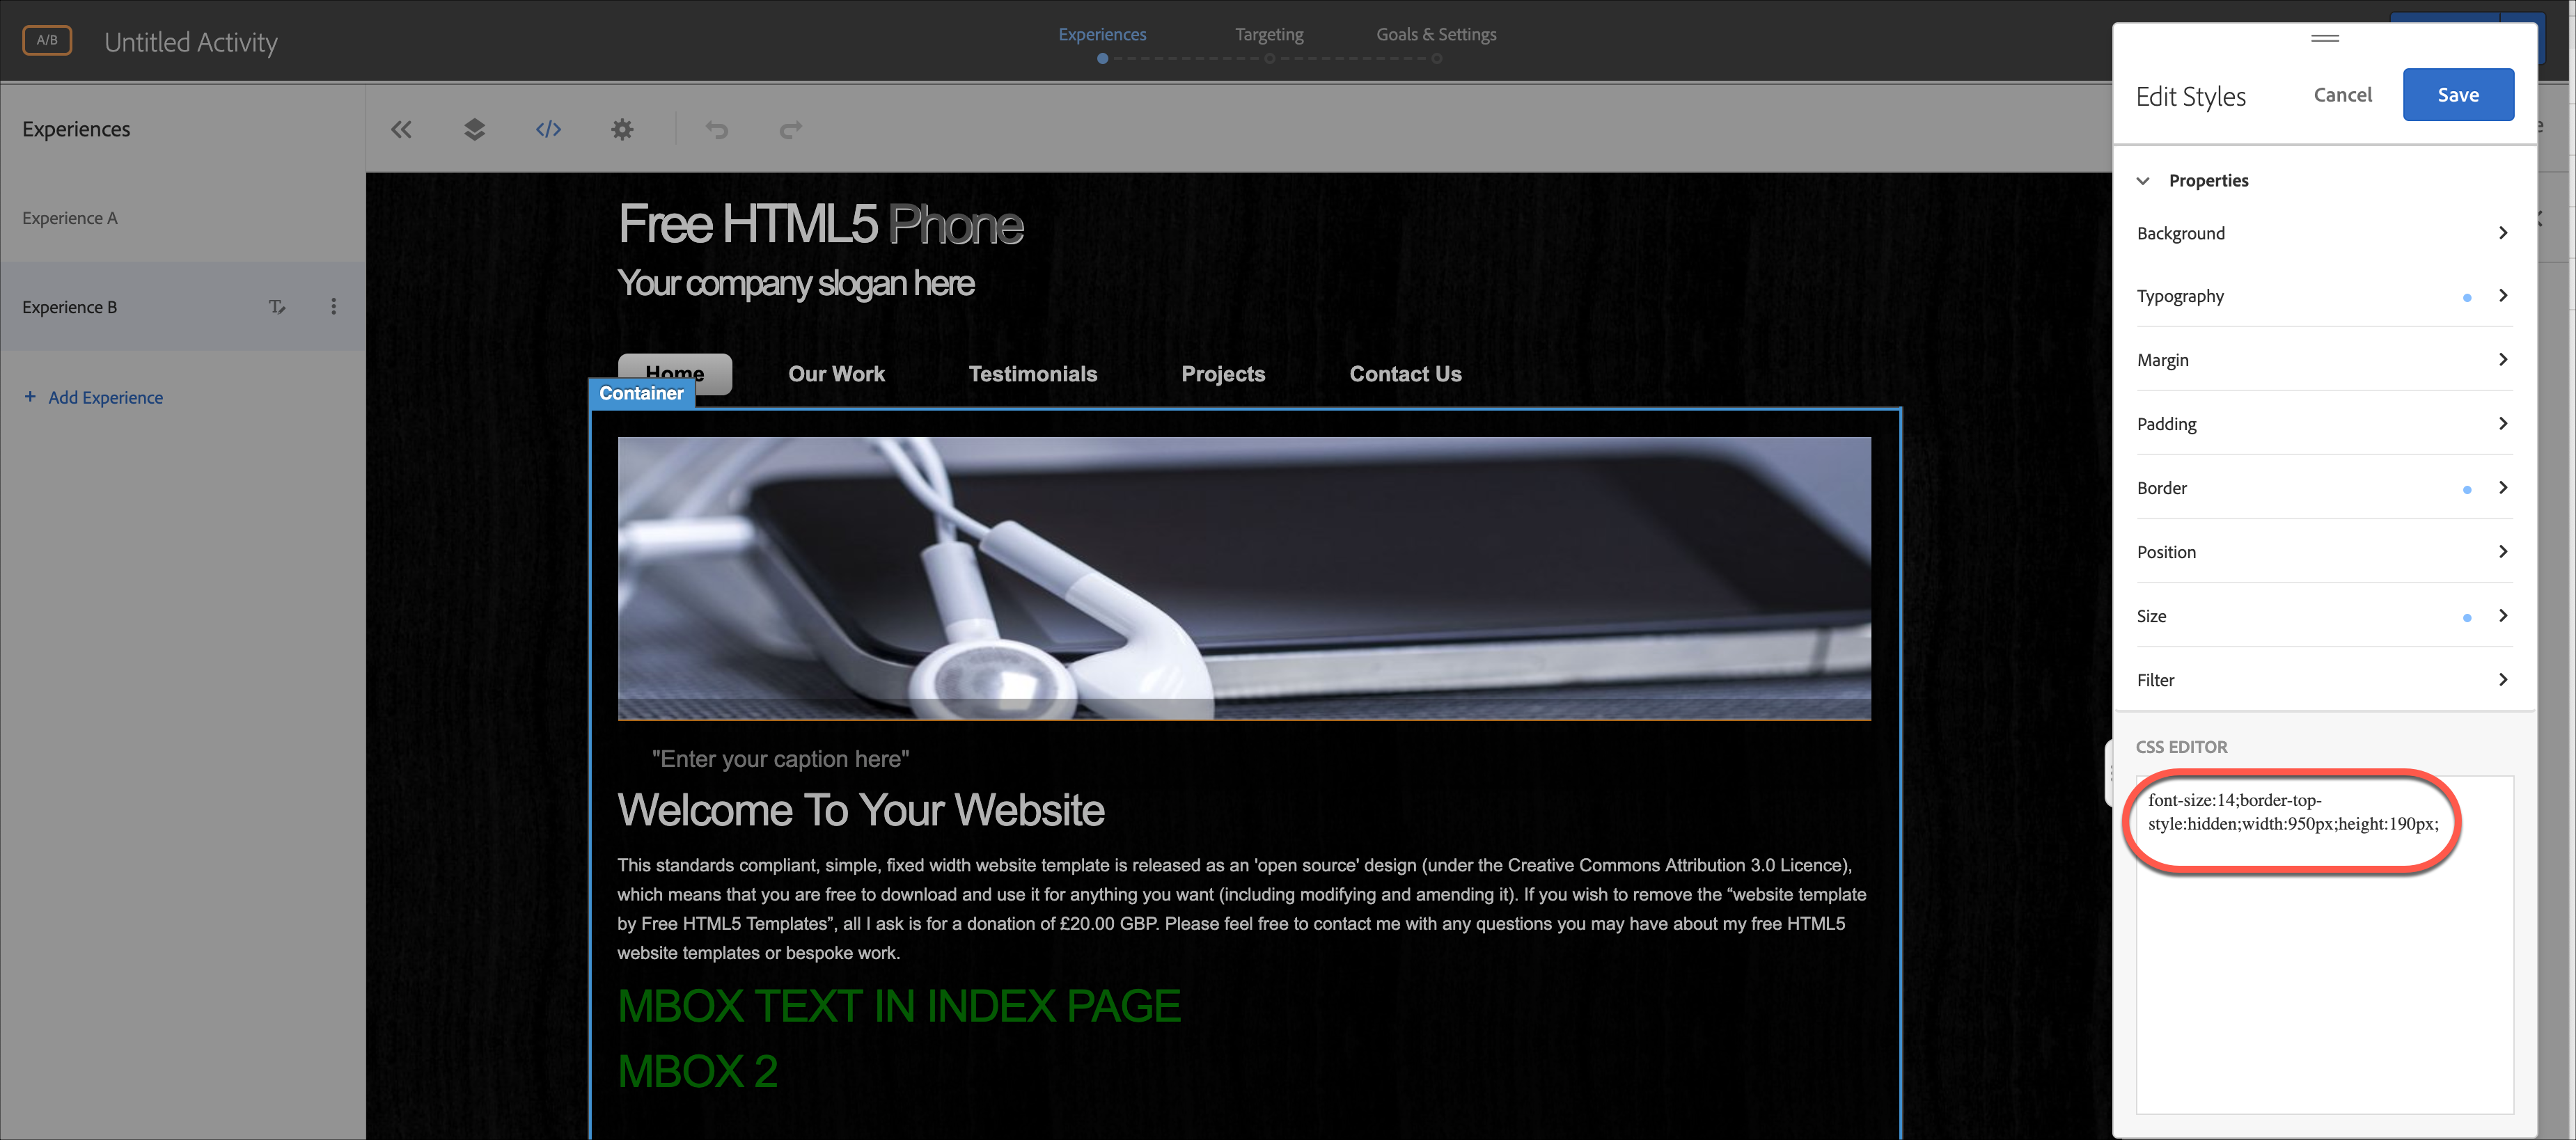 A/B
Untitled Activity
Experiences
Targeting
Goals & Settings
Experiences
Experience A
Experience B
+ Add Experience
</>
Free HTML5 Phone
Your company slogan here
Home
Our Work
Testimonials
Projects
Contact Us
Container
"Enter your caption here"
Welcome To Your Website
This standards compliant, simple, fixed width website template is released as an 'open source' design (under the Creative Commons Attribution 3.0 Licence),
which means that you are free to download and use it for anything you want (including modifying and amending it). If you wish to remove the “website template
by Free HTML5 Templates”, all I ask is for a donation of £20.00 GBP. Please feel free to contact me with any questions you may have about my free HTML5
website templates or bespoke work.
MBOX TEXT IN INDEX PAGE
MBOX 2
Edit Styles
Cancel
Save
Properties
Background
Typography
Margin
Padding
Border
Position
Size
Filter
CSS EDITOR
font-size:14;border-top-
style:hidden;width:950px;height:190px;